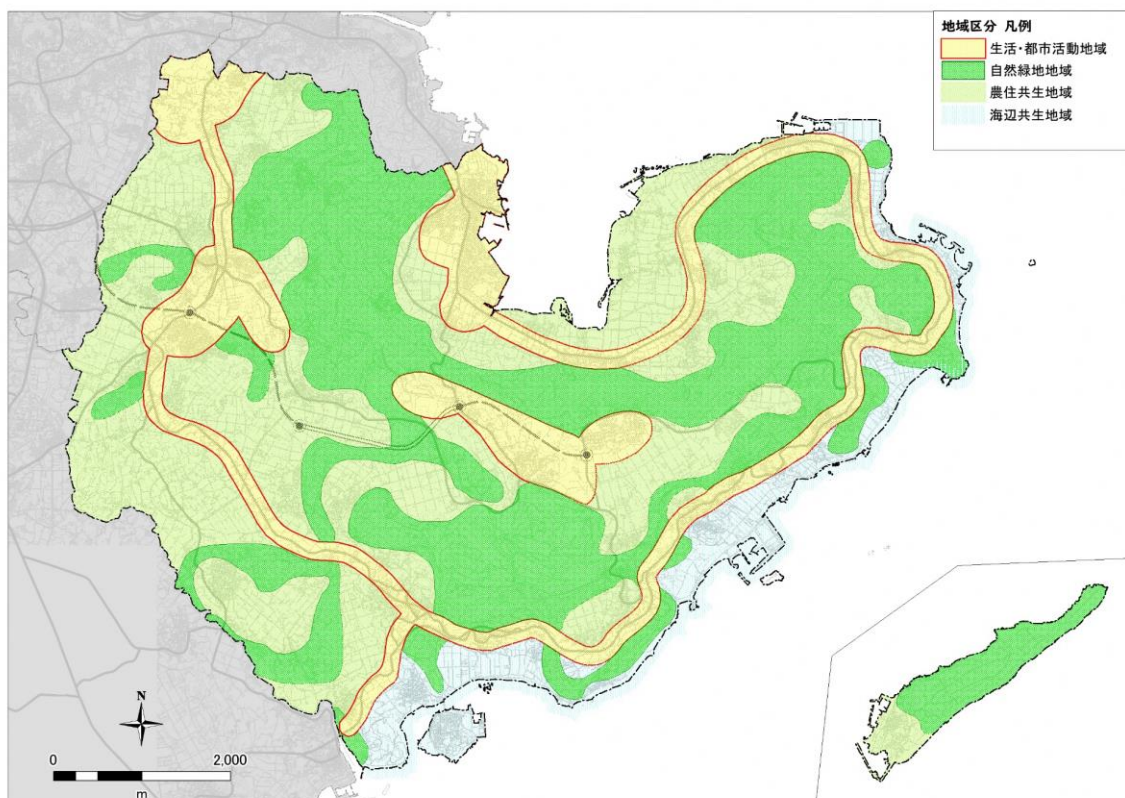 地域区分 凡例
生活・都市活動地域
自然緑地地域
農住共生地域
海辺共生地域
N
0 2,000
m